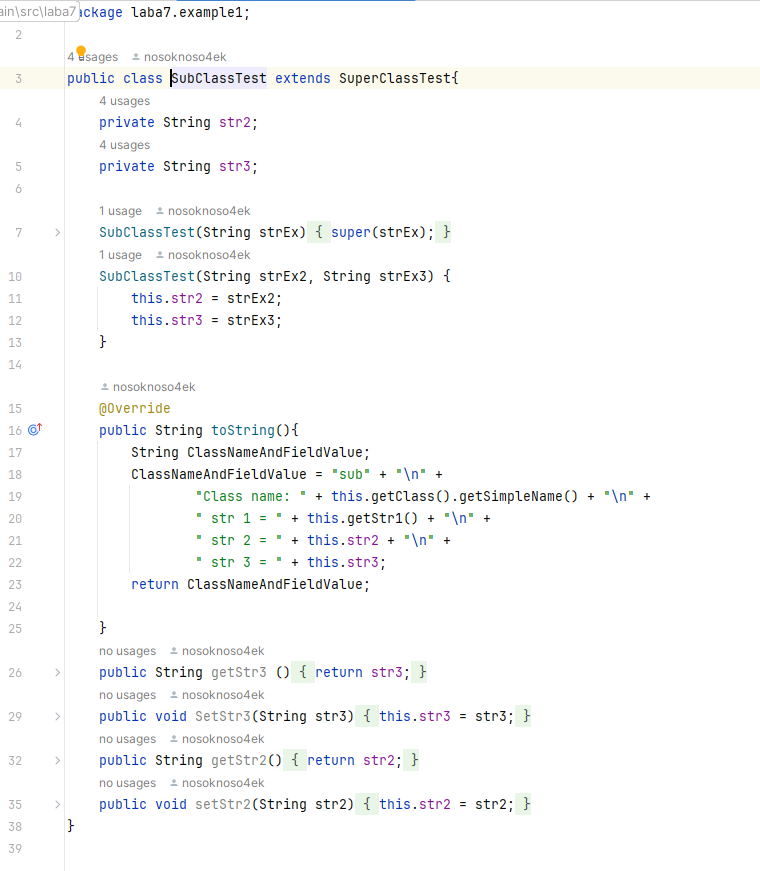 ain\src\laba7
ckage laba7.example1;
2
4 usages nosoknoso4ek
3 public class SubClassTest extends SuperClassTest{
4 usages
4 private String str2;
4 usages
5 private String str3;
6
1 usage nosoknoso4ek
7 SubClassTest(String strEx) { super(strEx); }
1 usage nosoknoso4ek
10 SubClassTest(String strEx2, String strEx3) {
11 this.str2 = strEx2;
12 this.str3 = strEx3;
13 }
14
nosoknoso4ek
15 @Override
16 public String toString(){
17 String ClassNameAndFieldValue;
18 ClassNameAndFieldValue = "sub" + "\n" +
19 "Class name: " + this.getClass().getSimpleName() + "\n" +
20 " str 1 = " + this.getStr1() + "\n" +
21 " str 2 = " + this.str2 + "\n" +
22 " str 3 = " + this.str3;
23 return ClassNameAndFieldValue;
24
25 }
no usages nosoknoso4ek
26 public String getStr3 () { return str3; }
no usages nosoknoso4ek
29 public void SetStr3(String str3) { this.str3 = str3; }
no usages nosoknoso4ek
32 public String getStr2() { return str2; }
no usages nosoknoso4ek
35 public void setStr2(String str2) { this.str2 = str2; }
38 }
39